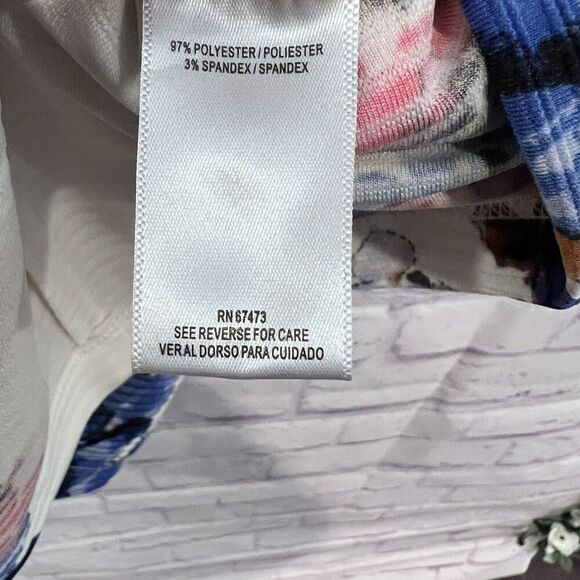 97% POLYESTER / POLIESTER
3% SPANDEX / SPANDEX
RN 67473
SEE REVERSE FOR CARE
VER AL DORSO PARA CUIDADO